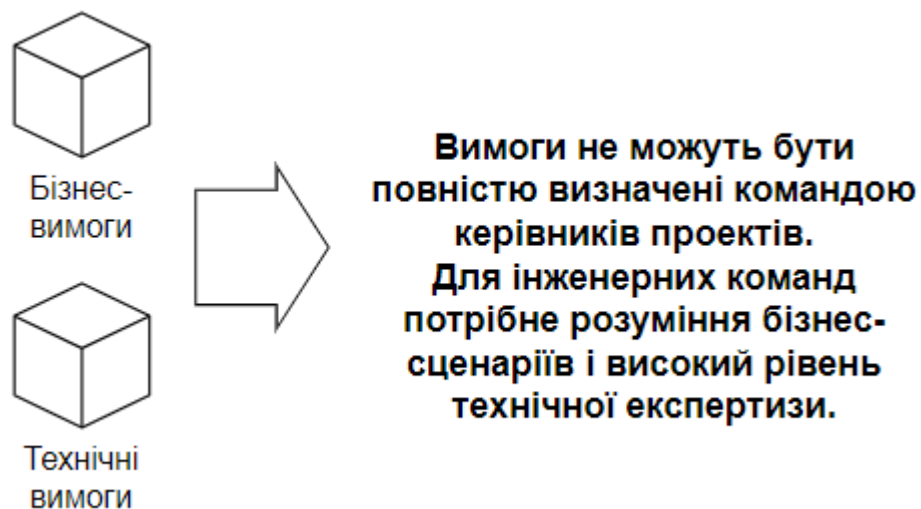 Бізнес-
вимоги
Технічні
вимоги
Вимоги не можуть бути
повністю визначені командою
керівників проектів.
Для інженерних команд
потрібне розуміння бізнес-
сценаріїв і високий рівень
технічної експертизи.